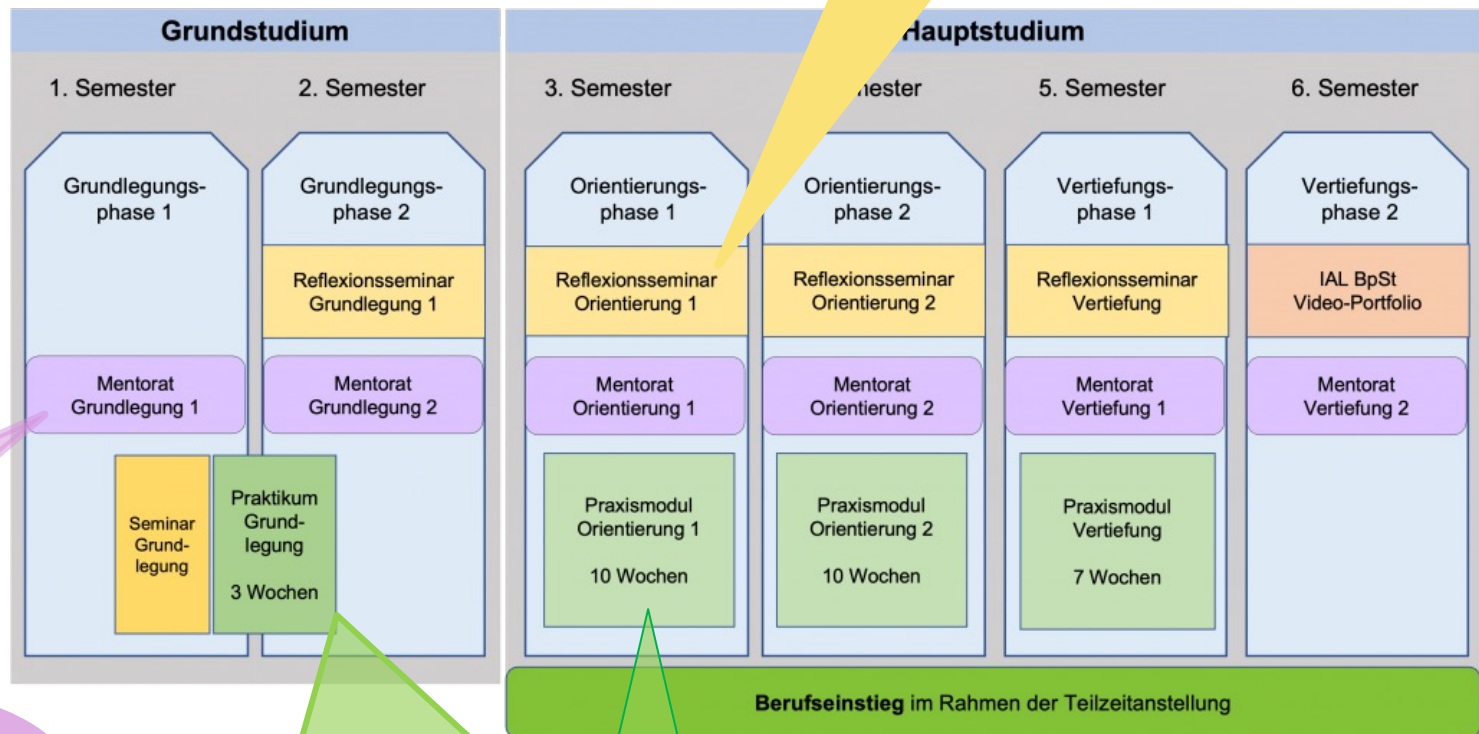 Grundstudium
Hauptstudium
1. Semester
2. Semester
3. Semester
5. Semester
6. Semester
Grundlegungs-
phase 1
Grundlegungs-
phase 2
Orientierungs-
phase 1
Orientierungs-
phase 2
Vertiefungs-
phase 1
Vertiefungs-
phase 2
Reflexionsseminar
Grundlegung 1
Reflexionsseminar
Orientierung 1
Reflexionsseminar
Orientierung 2
Reflexionsseminar
Vertiefung
IAL BpSt
Video-Portfolio
Mentorat
Grundlegung 1
Mentorat
Grundlegung 2
Mentorat
Orientierung 1
Mentorat
Orientierung 2
Mentorat
Vertiefung 1
Mentorat
Vertiefung 2
Seminar
Grund-
legung
Praktikum
Grund-
legung
3 Wochen
Praxismodul
Orientierung 1
10 Wochen
Praxismodul
Orientierung 2
10 Wochen
Praxismodul
Vertiefung
7 Wochen
Berufseinstieg im Rahmen der Teilzeitanstellung